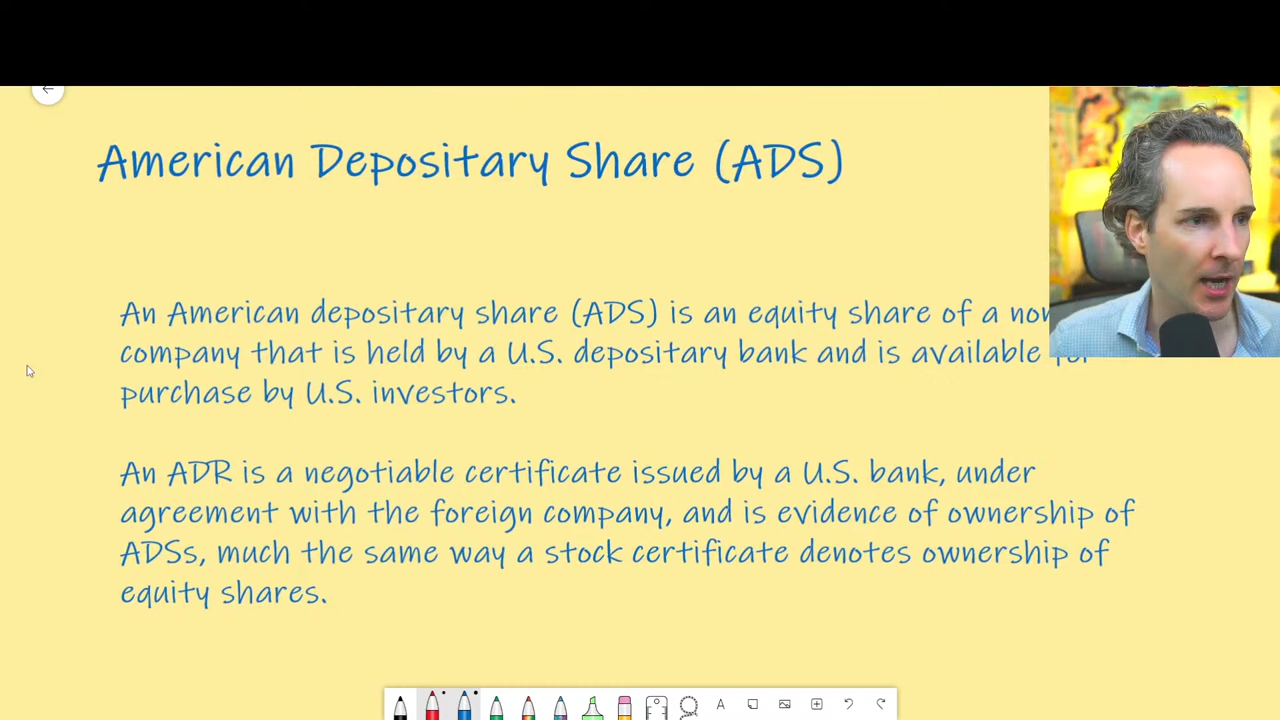 American Depositary Share (ADS)
An American depositary share (ADS) is an equity share of a
company that is held by a U.S. depositary bank and is available
purchase by U.S. investors.
An ADR is a negotiable certificate issued by a U.S. bank, under
agreement with the foreign company, and is evidence of ownership of
ADSs, much the same way a stock certificate denotes ownership of
equity shares.